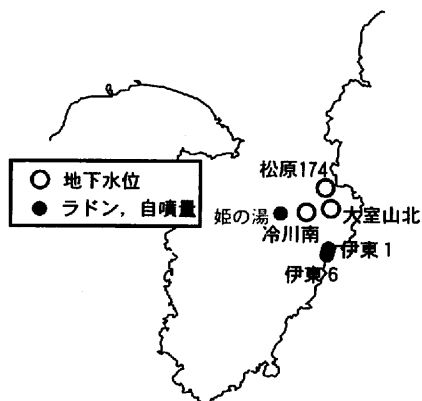 松原174
地下水位
ラドン，自噴量
姫の湯
大室山北
冷川南
伊東1
伊東6